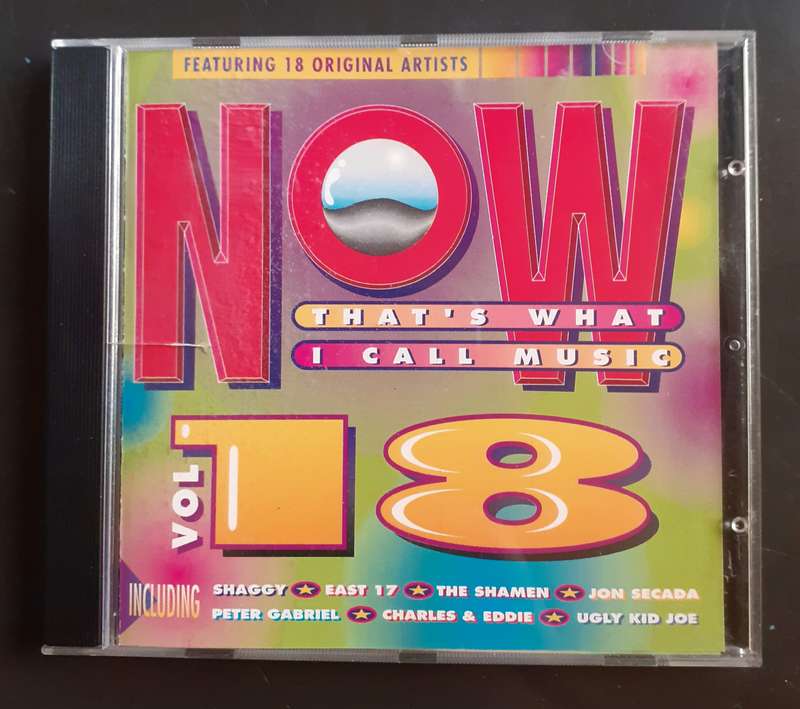 FEATURING 18 ORIGINAL ARTISTS
NOW
THAT'S WHAT
I CALL MUSIC
VOL 18
INCLUDING
SHAGGY ★ EAST 17 ★ THE SHAMEN ★ JON SECADA
PETER GABRIEL ★ CHARLES & EDDIE ★ UGLY KID JOE